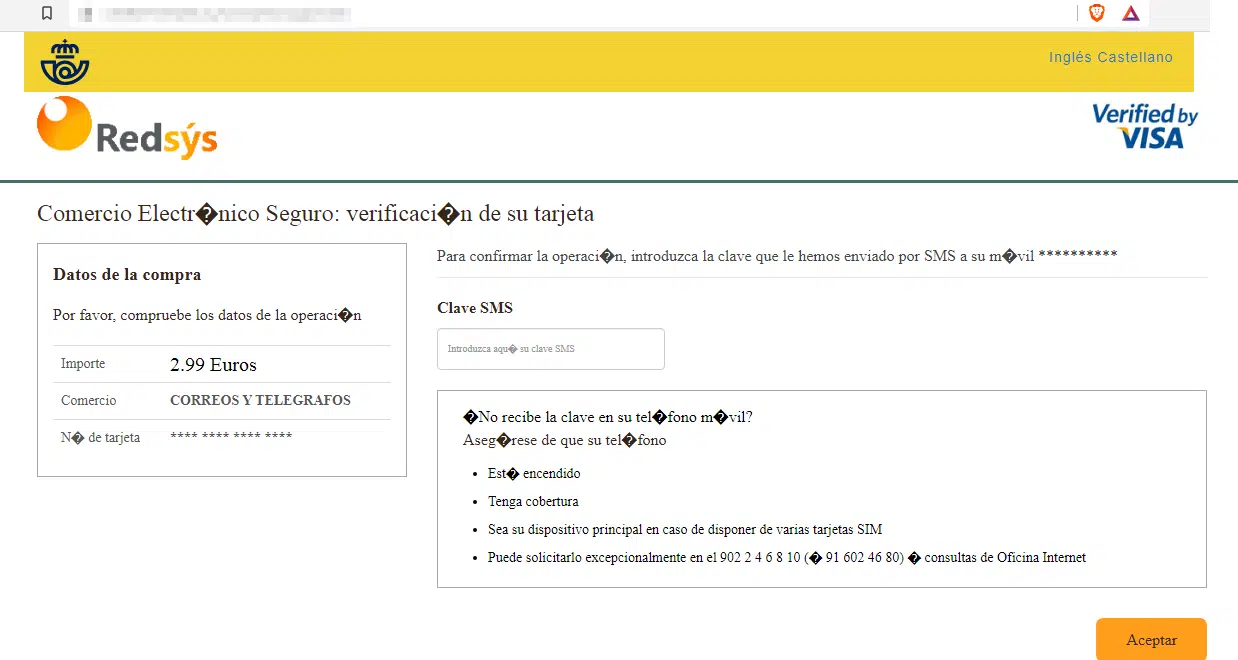 Inglés Castellano
Redsýs
Verified by
VISA
Comercio Electr�nico Seguro: verificaci�n de su tarjeta
Datos de la compra
Por favor, compruebe los datos de la operaci�n
Importe 2.99 Euros
Comercio CORREOS Y TELEGRAFOS
N� de tarjeta **** **** **** ****
Para confirmar la operaci�n, introduzca la clave que le hemos enviado por SMS a su m�vil **********
Clave SMS
Introduzca aqu� su clave SMS
�No recibe la clave en su tel�fono m�vil?
Aseg�rese de que su tel�fono
• Est� encendido
• Tenga cobertura
• Sea su dispositivo principal en caso de disponer de varias tarjetas SIM
• Puede solicitarlo excepcionalmente en el 902 2 4 6 8 10 (� 91 602 46 80) � consultas de Oficina Internet
Aceptar